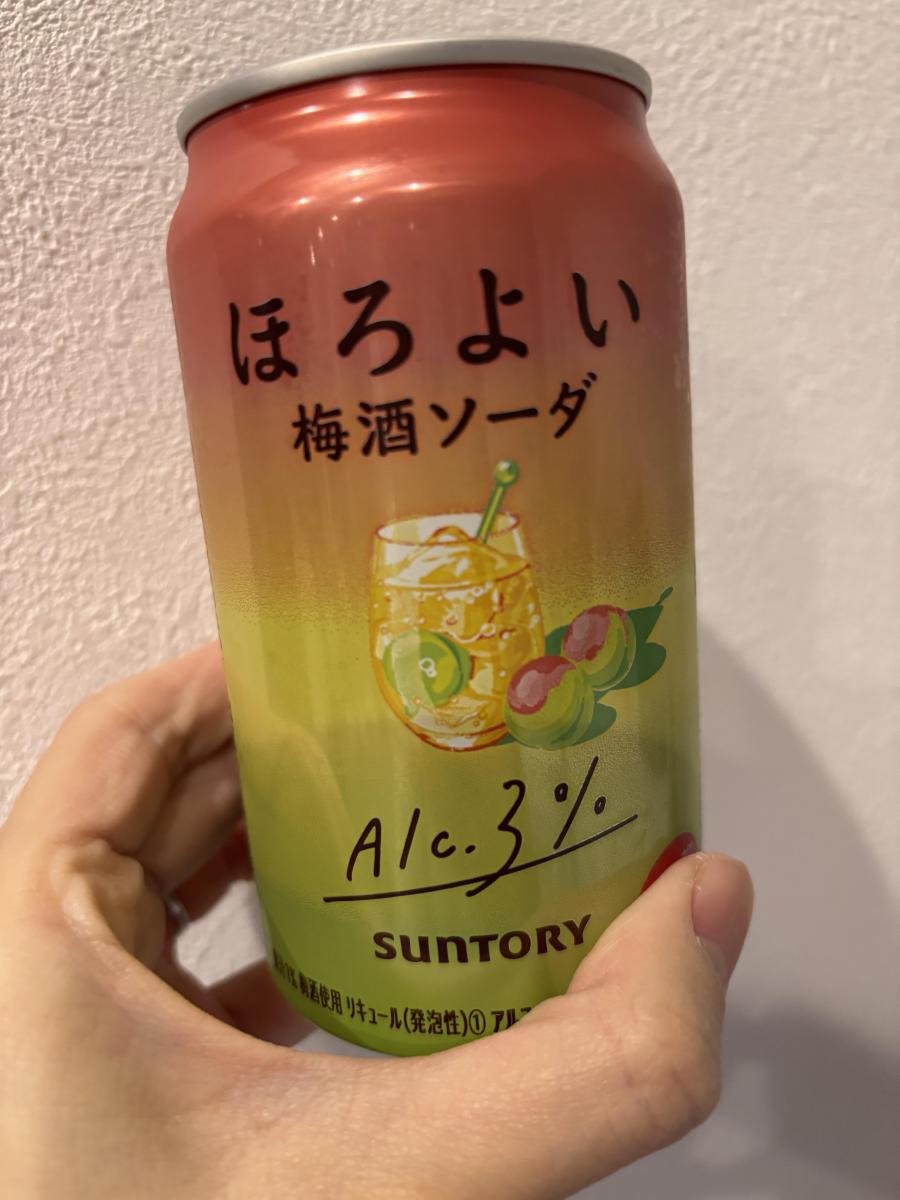 ほろよい
梅酒ソーダ
Alc.3%
SUNTORY
1% 梅酒使用 リキュール(発泡性)① アル